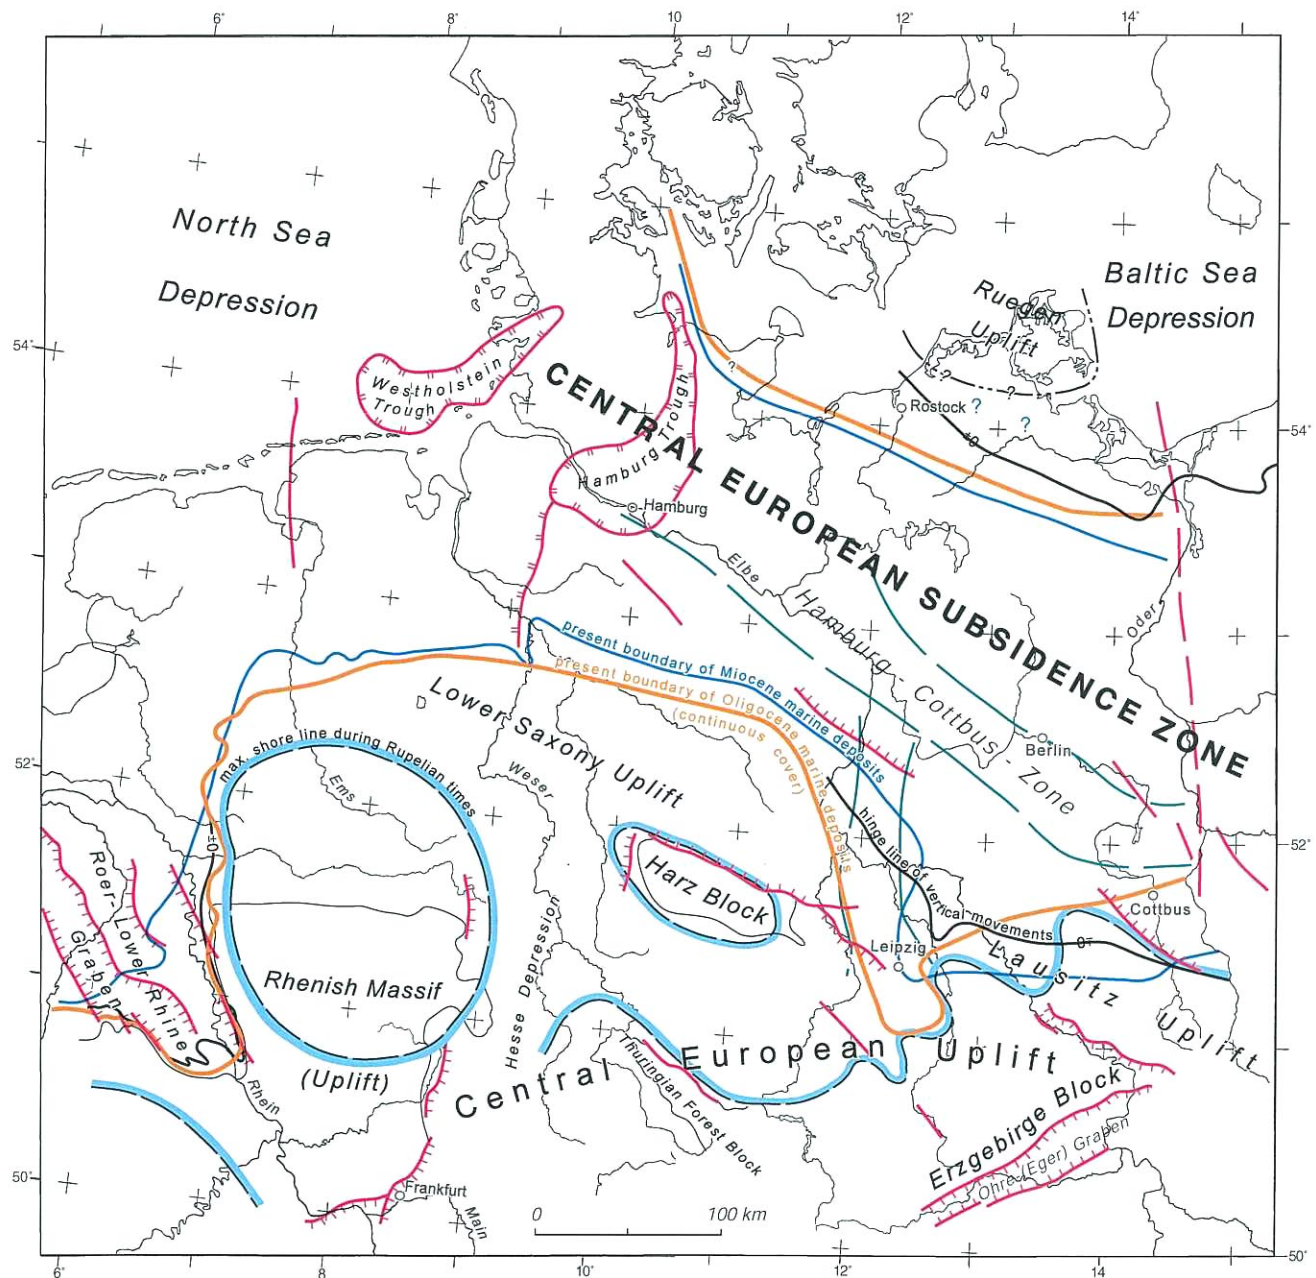 6°
8°
10
12°
14°
North Sea
Depression
Baltic Sea
Depression
Ruegen
Uplift
54°
54°
Westholstein
Trough
CENTRAL EUROPEAN SUBSIDENCE ZONE
Hamburg Trough
?
?
?
Rostock
?
?
±0
Hamburg
Elbe
Hamburg - Cottbus - Zone
Oder
present boundary of Miocene marine deposits
present boundary of Oligocene marine deposits
(continuous cover)
D
Lower Saxony Uplift
Berlin
52°
52°
max. shore line during Rupelian times
Ems
Weser
±0
hinge line of vertical movements
Harz Block
Roer-
Lower Rhine
Graben
Cottbus
Leipzig
Lausitz Uplift
Rhenish Massif
(Uplift)
Hesse Depression
Central European Uplift
Thuringian Forest Block
Rhein
Erzgebirge Block
Ohre (Eger) Graben
50°
Frankfurt
Main
0
100 km
50°
6°
8
10
12
14